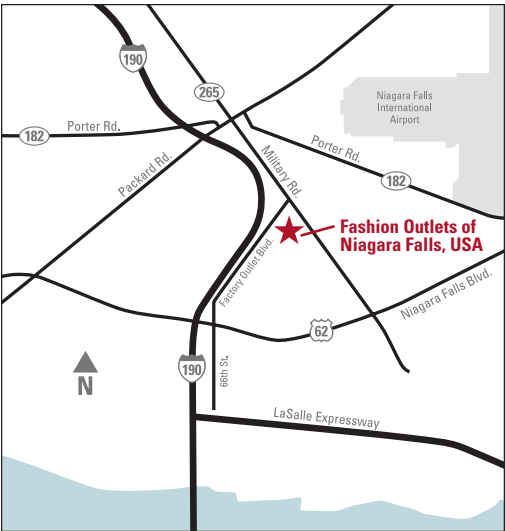 190
265
Niagara Falls
International
Airport
182
Porter Rd.
Packard Rd.
Military Rd.
Porter Rd.
182
Fashion Outlets of
Niagara Falls, USA
Factory Outlet Blvd.
Niagara Falls Blvd.
62
N
190
66th St.
LaSalle Expressway